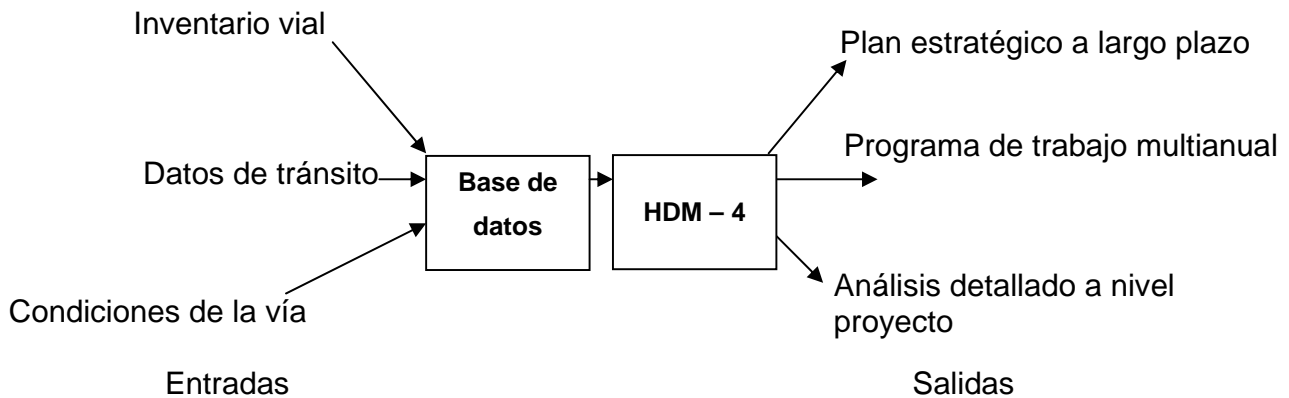 Inventario vial
Datos de tránsito
Condiciones de la vía
Entradas
Base de
datos
HDM – 4
Plan estratégico a largo plazo
Programa de trabajo multianual
Análisis detallado a nivel
proyecto
Salidas